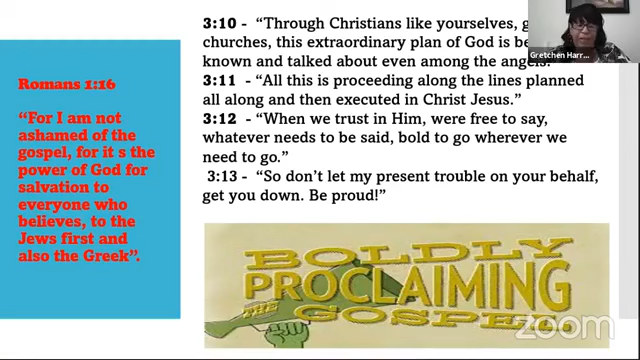 Romans 1:16
"For I am not
ashamed of the
gospel, for it s the
power of God for
salvation to
everyone who
believes, to the
Jews first and
also the Greek".
3:10 - "Through Christians like yourselves,
churches, this extraordinary plan of God is
known and talked about even among the angels.
3:11 - "All this is proceeding along the lines planned
all along and then executed in Christ Jesus."
3:12 - "When we trust in Him, were free to say,
whatever needs to be said, bold to go wherever we
need to go."
3:13 - "So don't let my present trouble on your behalf,
get you down. Be proud!"
BOLDLY
PROCLAIMING
THE
GOSPEL
Gretchen Harr...
zoom